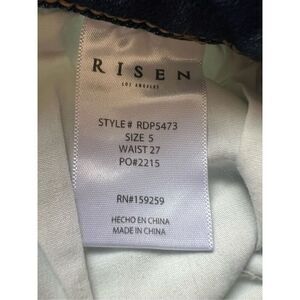 RISEN
LOS ANGELES
STYLE# RDP5473
SIZE 5
WAIST 27
PO#2215
RN#159259
HECHO EN CHINA
MADE IN CHINA